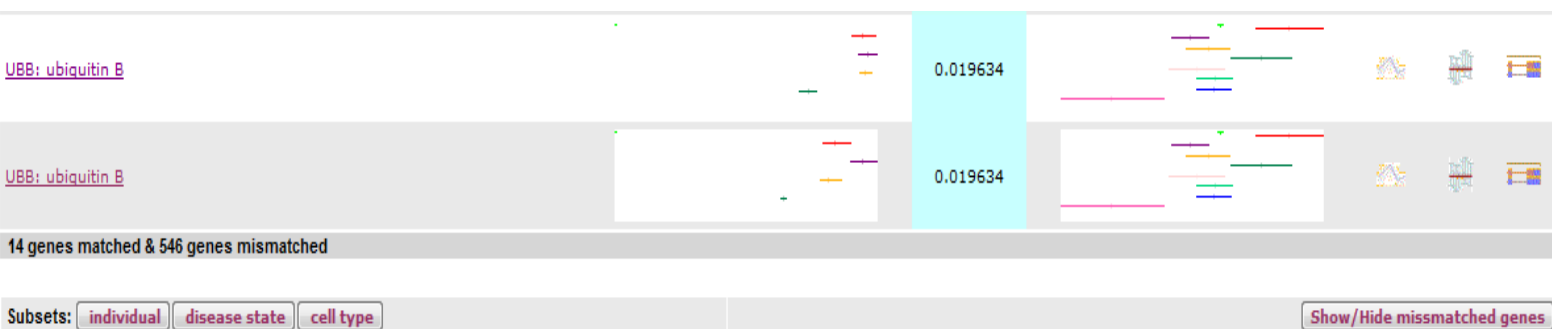 UBB: ubiquitin B 0.019634
UBB: ubiquitin B 0.019634
14 genes matched & 546 genes mismatched
Subsets: individual disease state cell type Show/Hide missmatched genes